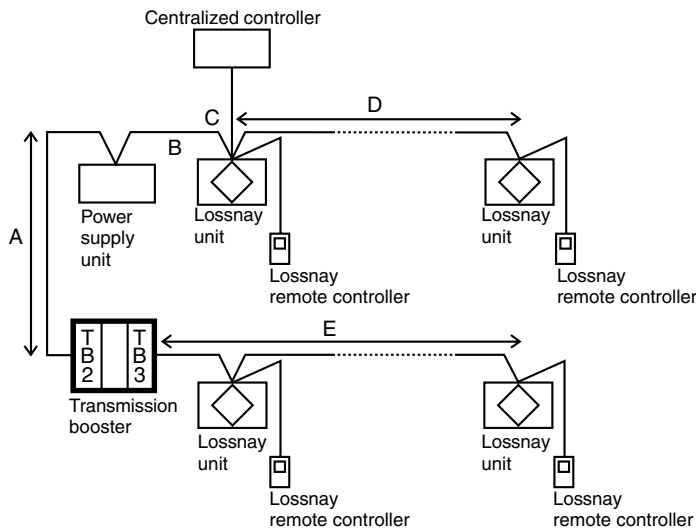 Centralized controller
D
C
B
A
Power
supply
unit
Lossnay
unit
Lossnay
unit
Lossnay
remote controller
Lossnay
remote controller
E
T
B
2
T
B
3
Transmission
booster
Lossnay
unit
Lossnay
unit
Lossnay
remote controller
Lossnay
remote controller